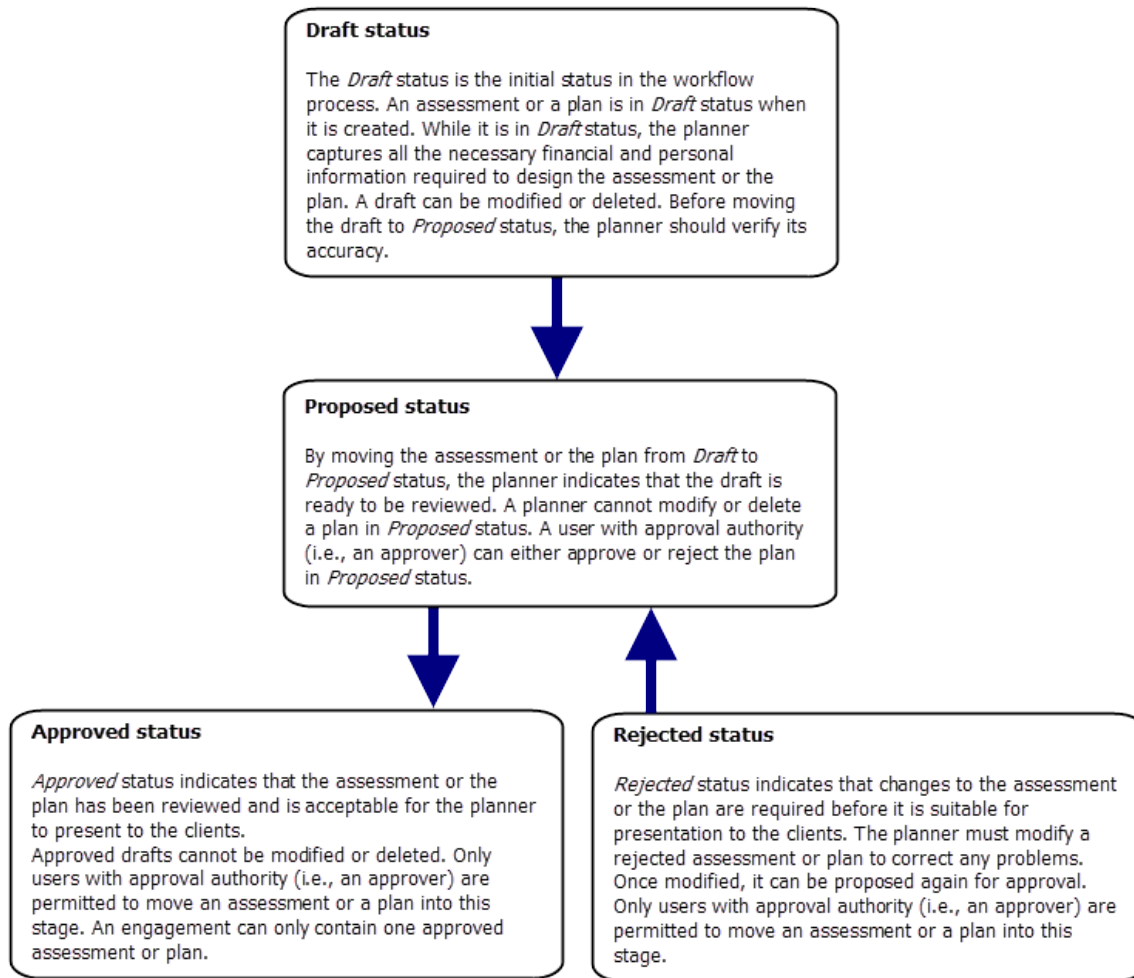 Draft status
The Draft status is the initial status in the workflow
process. An assessment or a plan is in Draft status when
it is created. While it is in Draft status, the planner
captures all the necessary financial and personal
information required to design the assessment or the
plan. A draft can be modified or deleted. Before moving
the draft to Proposed status, the planner should verify its
accuracy.
Proposed status
By moving the assessment or the plan from Draft to
Proposed status, the planner indicates that the draft is
ready to be reviewed. A planner cannot modify or delete
a plan in Proposed status. A user with approval authority
(i.e., an approver) can either approve or reject the plan
in Proposed status.
Approved status
Approved status indicates that the assessment or the
plan has been reviewed and is acceptable for the planner
to present to the clients.
Approved drafts cannot be modified or deleted. Only
users with approval authority (i.e., an approver) are
permitted to move an assessment or a plan into this
stage. An engagement can only contain one approved
assessment or plan.
Rejected status
Rejected status indicates that changes to the assessment
or the plan are required before it is suitable for
presentation to the clients. The planner must modify a
rejected assessment or plan to correct any problems.
Once modified, it can be proposed again for approval.
Only users with approval authority (i.e., an approver) are
permitted to move an assessment or a plan into this
stage.